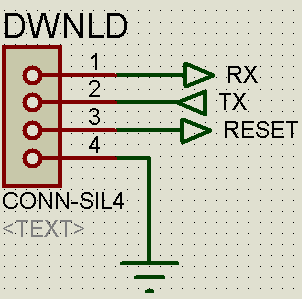 DWNLD
1 RX
2 TX
3 RESET
4
CONN-SIL4
<TEXT>